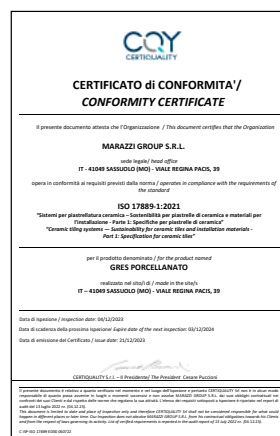 CQY
CERTIQUALITY
CERTIFICATO di CONFORMITA'/
CONFORMITY CERTIFICATE
Il presente documento attesta che l'Organizzazione / This document certifies that the Organization
MARAZZI GROUP S.R.L.
sede legale/ head office
IT - 41049 SASSUOLO (MO) - VIALE REGINA PACIS, 39
opera in conformità ai requisiti previsti dalla norma / operates in compliance with the requirements of
the standard
ISO 17889-1:2021
"Sistemi per piastrellatura ceramica – Sostenibilità per piastrelle di ceramica e materiali per
l'installazione - Parte 1: Specifiche per piastrelle di ceramica"
"Ceramic tiling systems — Sustainability for ceramic tiles and installation materials -
Part 1: Specification for ceramic tiles"
per il prodotto denominato / for the product named
GRES PORCELLANATO
realizzato nel sito/i di / made in the site/s
IT – 41049 SASSUOLO (MO) - VIALE REGINA PACIS, 39
Data di ispezione / Inspection date: 04/12/2023
Data di scadenza della prossima ispezione/ Expire date of the next inspection: 03/12/2024
Data di emissione del Certificato / Issue date: 21/12/2023
CERTIQUALITY S.r.l. – Il Presidente/ The President Cesare Puccioni